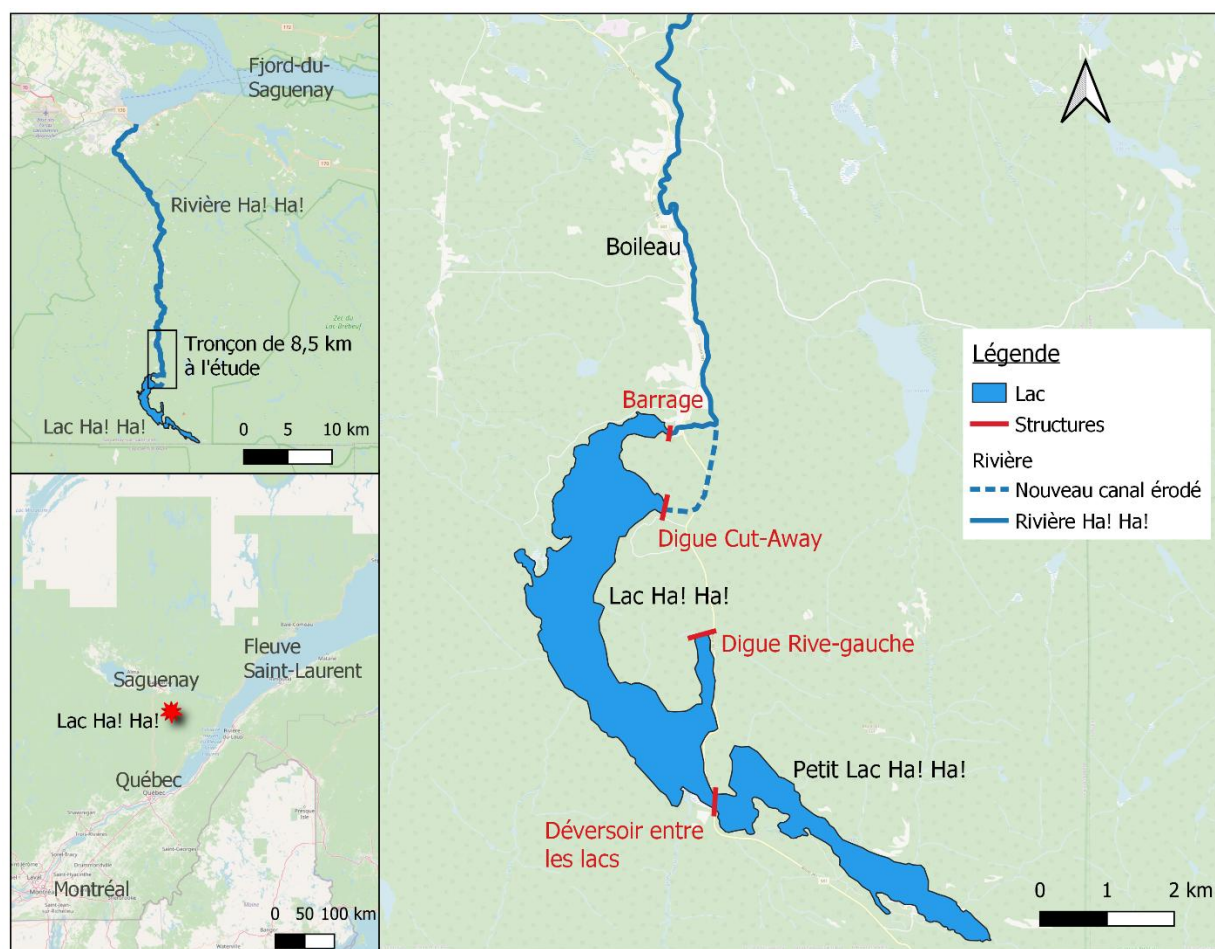 Fjord-du-
Saguenay
Rivière Ha! Ha!
Tronçon de 8,5 km
à l'étude
Lac Ha! Ha!
0 5 10 km
170
170
Fleuve
Saint-Laurent
Saguenay
Lac Ha! Ha!
Québec
Montréal
0 50 100 km
N
Boileau
Barrage
Digue Cut-Away
Lac Ha! Ha!
Digue Rive-gauche
Petit Lac Ha! Ha!
Déversoir entre
les lacs
0 1 2 km
Légende
Lac
Structures
Rivière
Nouveau canal érodé
Rivière Ha! Ha!